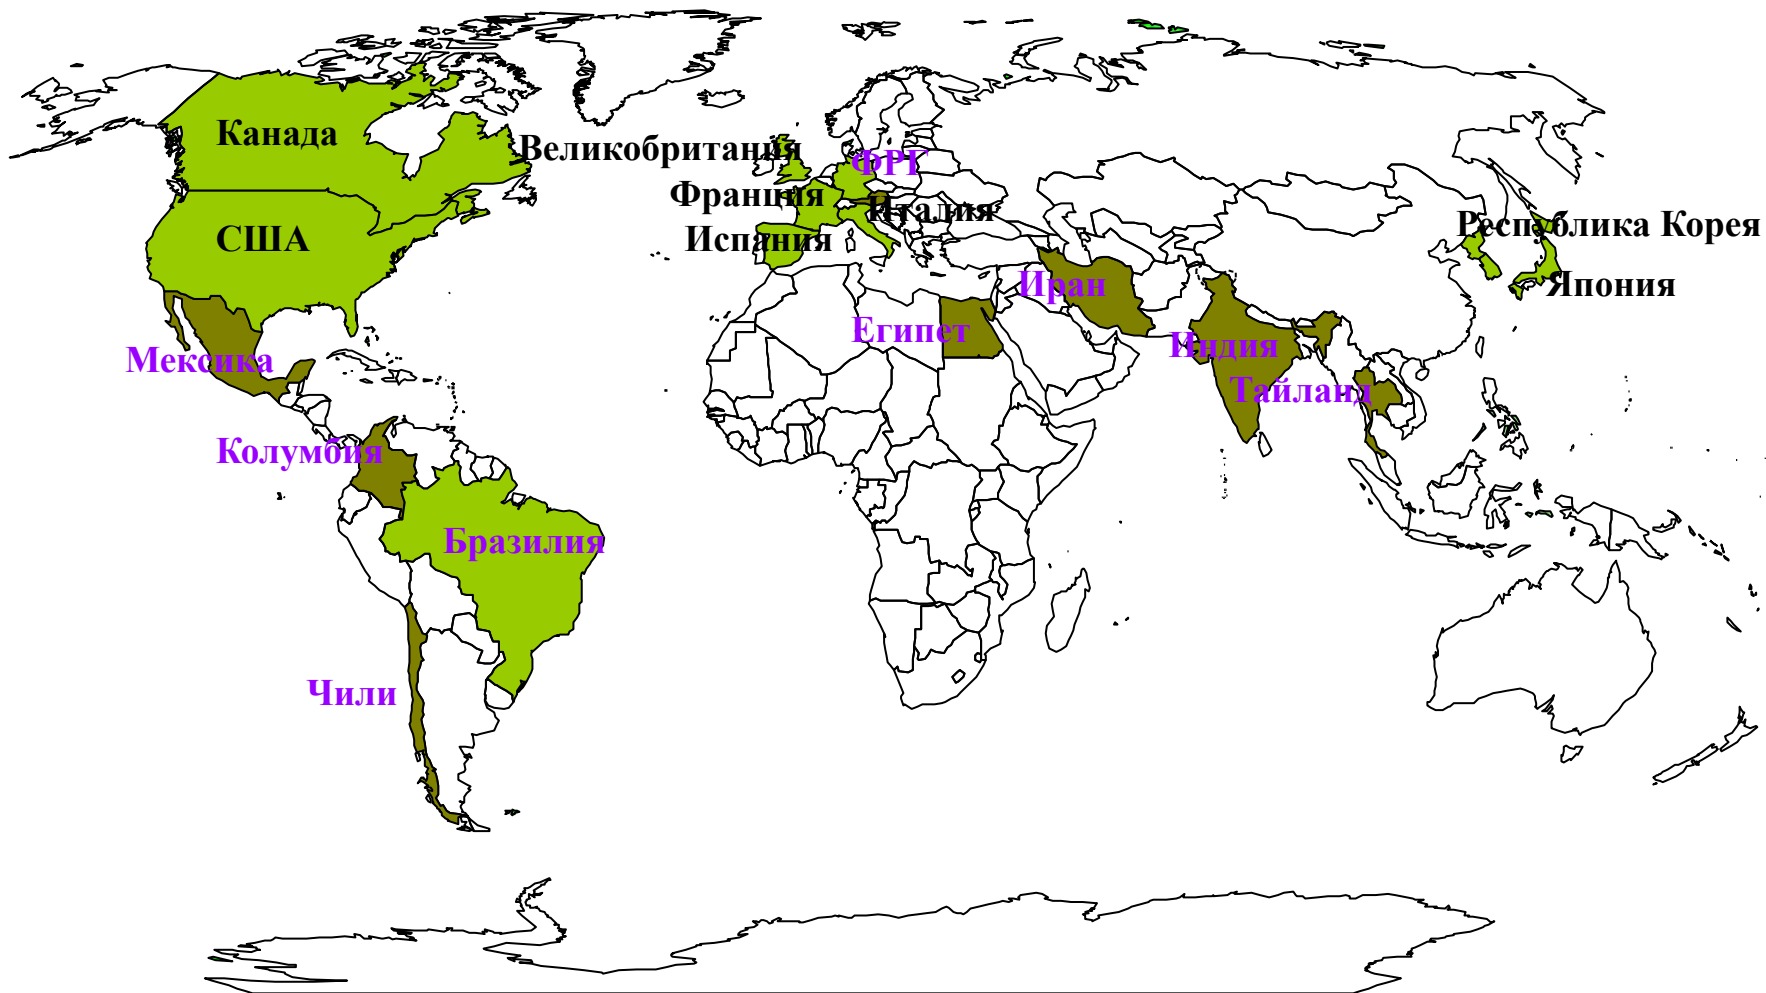 Канада
Великобритания
ФРГ
Франция
Италия
США
Испания
Республика Корея
Япония
Иран
Египет
Индия
Мексика
Тайланд
Колумбия
Бразилия
Чили